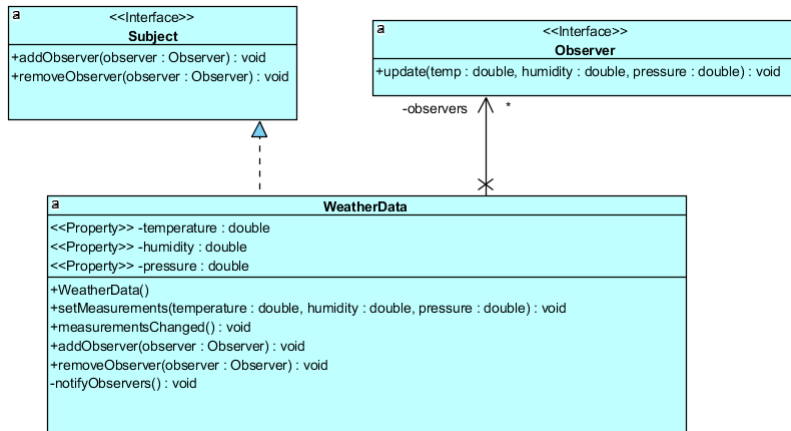 a
<<Interface>>
Subject
+addObserver(observer : Observer) : void
+removeObserver(observer : Observer) : void
a
<<Interface>>
Observer
+update(temp : double, humidity : double, pressure : double) : void
-observers
*
a
WeatherData
<<Property>> -temperature : double
<<Property>> -humidity : double
<<Property>> -pressure : double
+WeatherData()
+setMeasurements(temperature : double, humidity : double, pressure : double) : void
+measurementsChanged() : void
+addObserver(observer : Observer) : void
+removeObserver(observer : Observer) : void
-notifyObservers() : void